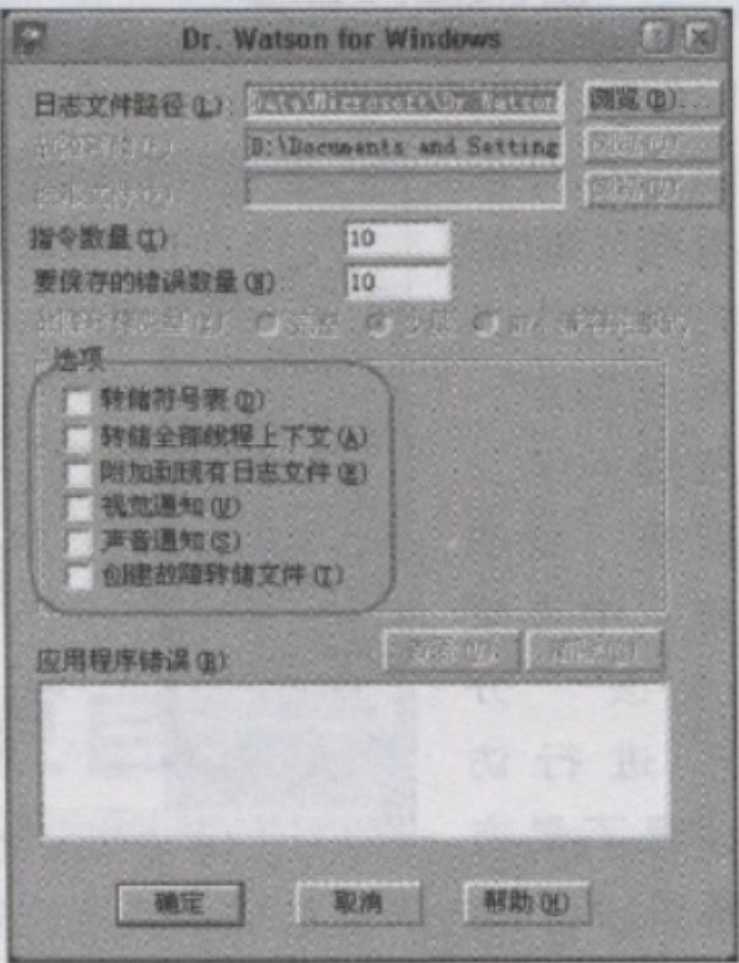 Dr. Watson for Windows
日志文件路径(L): \Microsoft\Dr Watson 浏览(B)...
D:\Documents and Setting
指令数量(T): 10
要保存的错误数量(N): 10
选项
转储符号表(D)
转储全部线程上下文(A)
附加到现有日志文件(E)
视觉通知(U)
声音通知(S)
创建故障转储文件(T)
应用程序错误(R)
确定 取消 帮助(H)